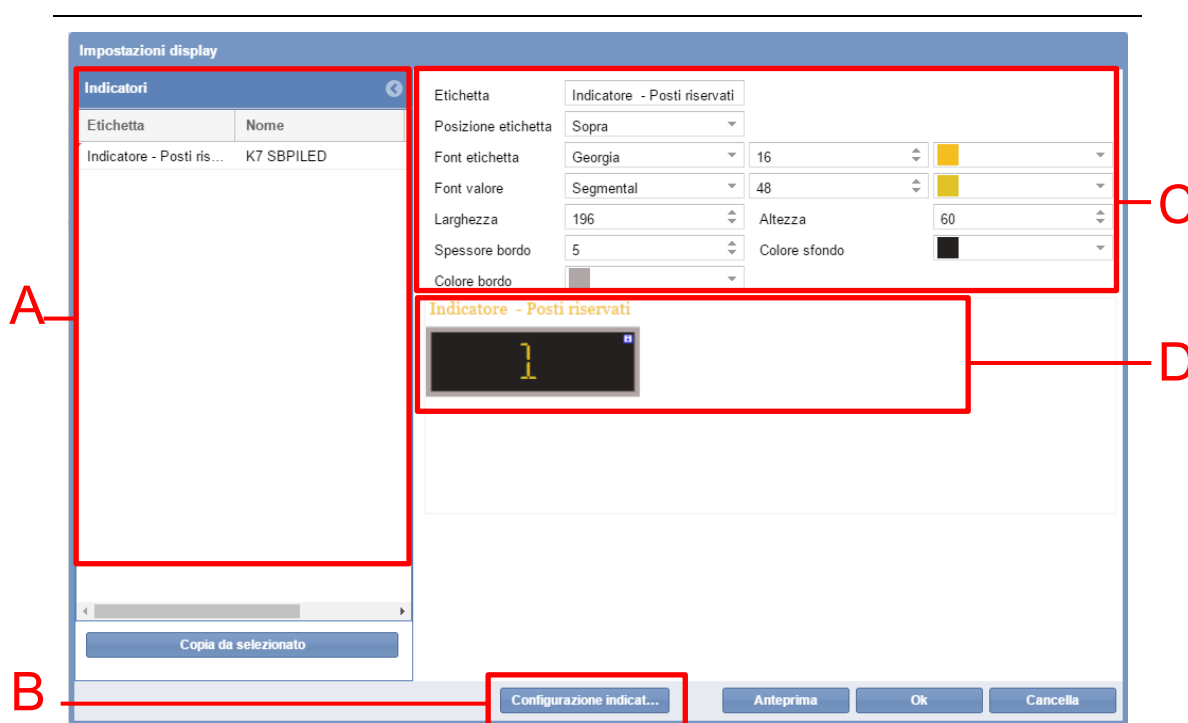 Impostazioni display
Indicatori
Etichetta Nome
Indicatore - Posti ris... K7 SBPILED
Copia da selezionato
Etichetta Indicatore - Posti riservati
Posizione etichetta Sopra
Font etichetta Georgia 16
Font valore Segmental 48
Larghezza 196 Altezza 60
Spessore bordo 5 Colore sfondo
Colore bordo
Indicatore - Posti riservati
1
Configurazione indicat... Anteprima Ok Cancella
A
B
C
D